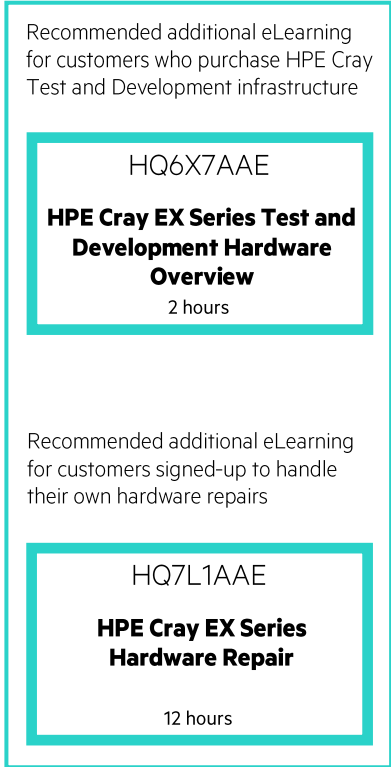 Recommended additional eLearning
for customers who purchase HPE Cray
Test and Development infrastructure
HQ6X7AAE
HPE Cray EX Series Test and
Development Hardware
Overview
2 hours
Recommended additional eLearning
for customers signed-up to handle
their own hardware repairs
HQ7L1AAE
HPE Cray EX Series
Hardware Repair
12 hours